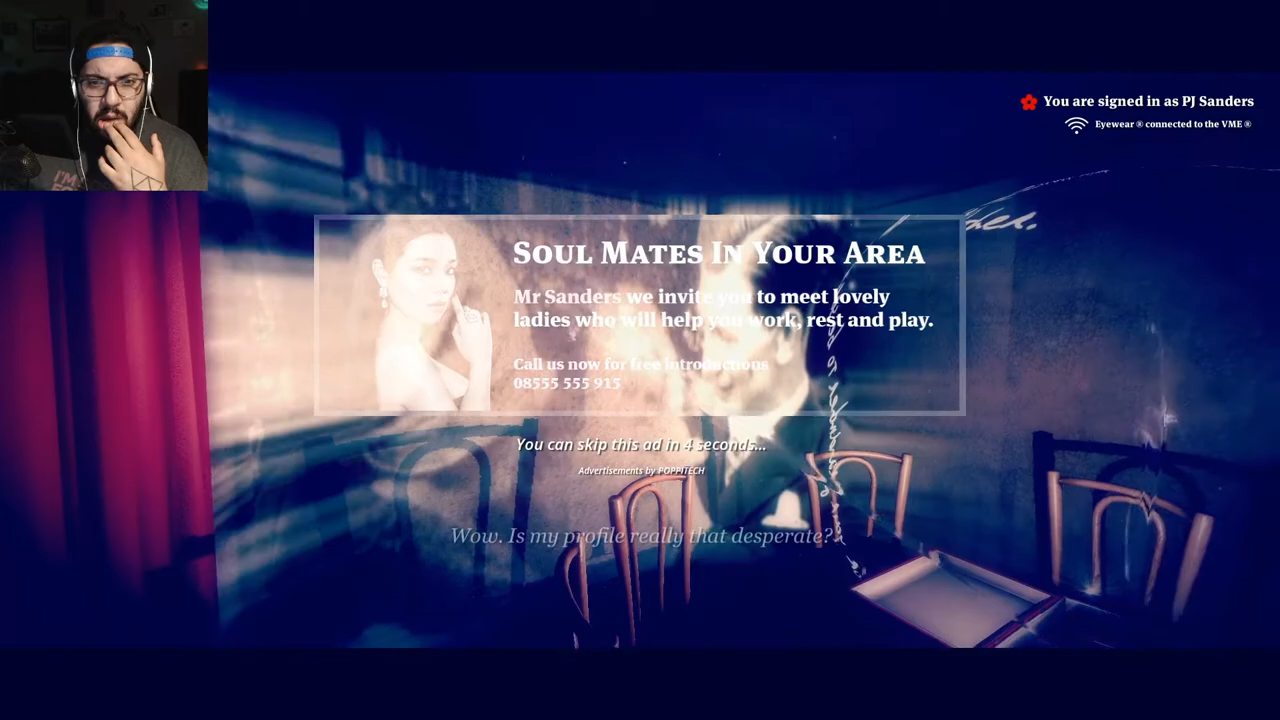 You are signed in as PJ Sanders
Eyewear ® connected to the VME ®
SOUL MATES IN YOUR AREA
Mr Sanders we invite you to meet lovely
ladies who will help you work, rest and play.
Call us now for free introductions
08555 555 915
You can skip this ad in 4 seconds...
Advertisements by POPPITECH
Wow. Is my profile really that desperate?
I'M